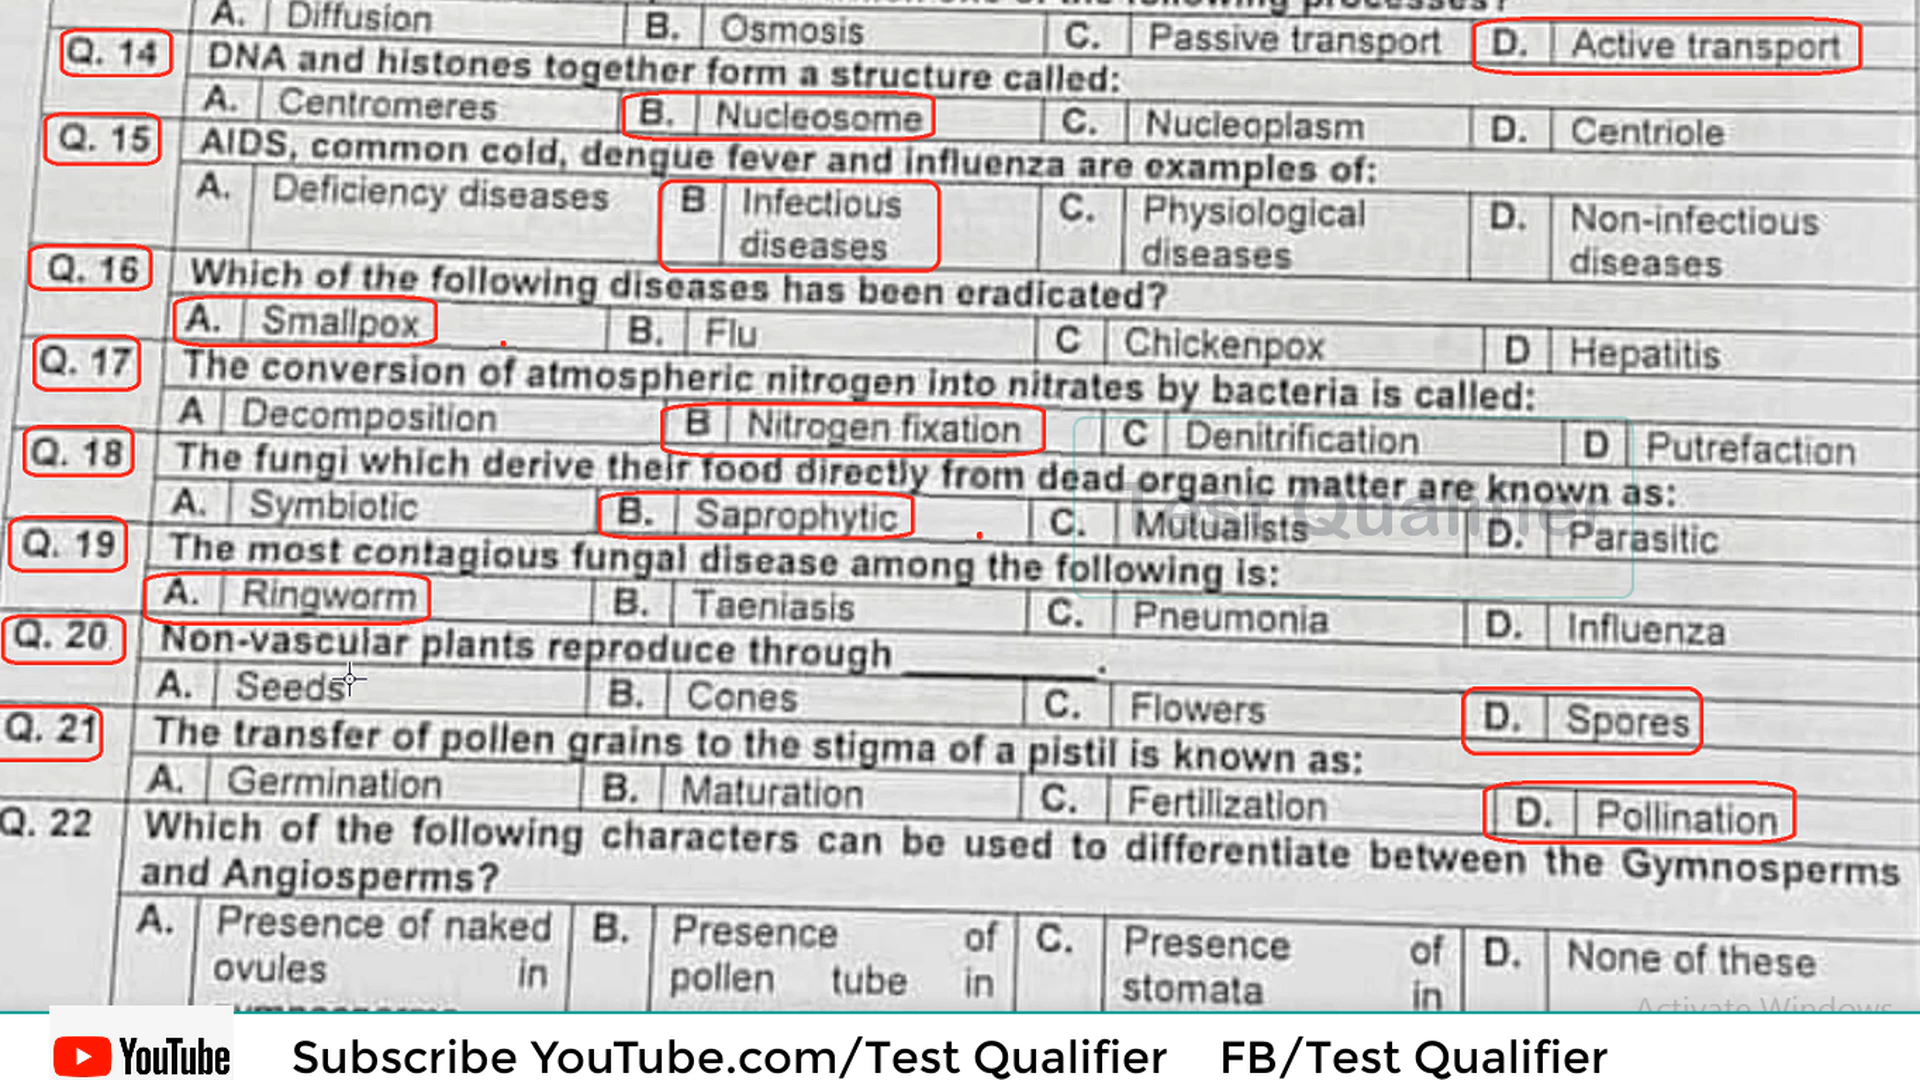 A. Diffusion B. Osmosis C. Passive transport D. Active transport
Q. 14 DNA and histones together form a structure called:
A. Centromeres B. Nucleosome C. Nucleoplasm D. Centriole
Q. 15 AIDS, common cold, dengue fever and influenza are examples of:
A. Deficiency diseases B Infectious diseases C. Physiological diseases D. Non-infectious diseases
Q. 16 Which of the following diseases has been eradicated?
A. Smallpox B. Flu C Chickenpox D Hepatitis
Q. 17 The conversion of atmospheric nitrogen into nitrates by bacteria is called:
A Decomposition B Nitrogen fixation C Denitrification D Putrefaction
Q. 18 The fungi which derive their food directly from dead organic matter are known as:
A. Symbiotic B. Saprophytic C. Mutualists D. Parasitic
Test Qualifier
Q. 19 The most contagious fungal disease among the following is:
A. Ringworm B. Taeniasis C. Pneumonia D. Influenza
Q. 20 Non-vascular plants reproduce through ________.
A. Seeds B. Cones C. Flowers D. Spores
Q. 21 The transfer of pollen grains to the stigma of a pistil is known as:
A. Germination B. Maturation C. Fertilization D. Pollination
Q. 22 Which of the following characters can be used to differentiate between the Gymnosperms
and Angiosperms?
A. Presence of naked B. Presence of C. Presence of D. None of these
ovules in pollen tube in stomata in
Activate Windows
YouTube Subscribe YouTube.com/Test Qualifier FB/Test Qualifier